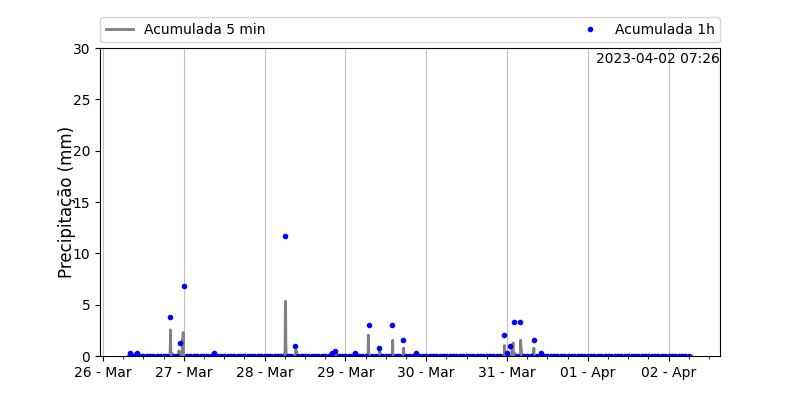 Acumulada 5 min
Acumulada 1h
2023-04-02 07:26
Precipitação (mm)
30
25
20
15
10
5
0
26 - Mar
27 - Mar
28 - Mar
29 - Mar
30 - Mar
31 - Mar
01 - Apr
02 - Apr